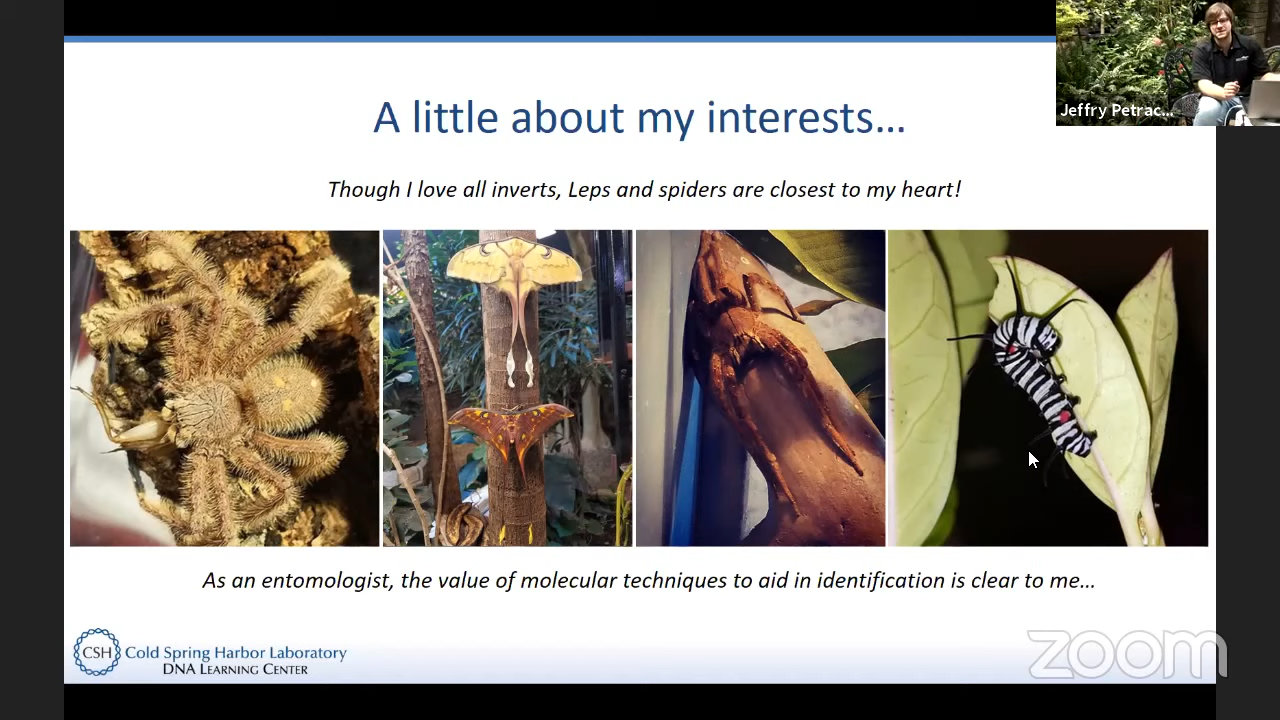 A little about my interests...
Jeffry Petrac...
Though I love all inverts, Leps and spiders are closest to my heart!
As an entomologist, the value of molecular techniques to aid in identification is clear to me...
CSH Cold Spring Harbor Laboratory
DNA LEARNING CENTER
zoom